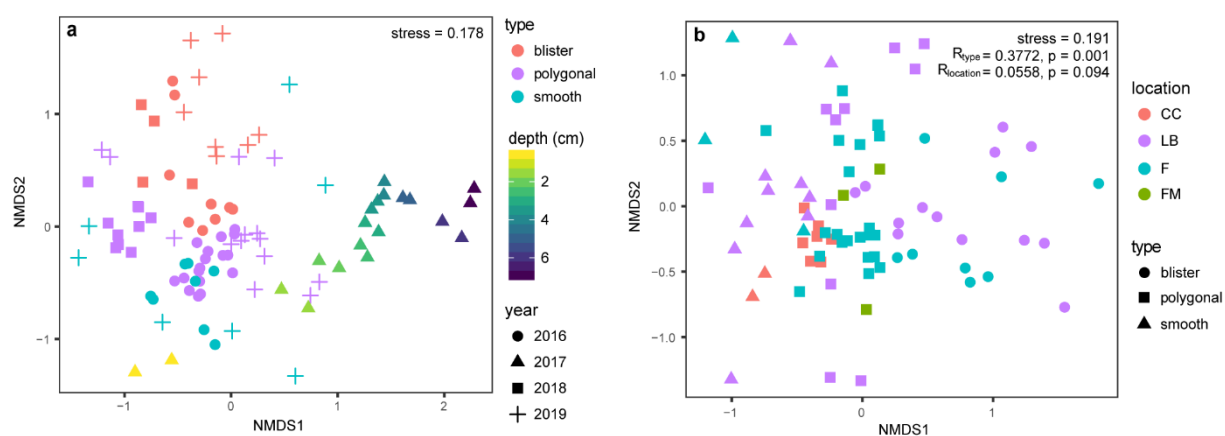 a
stress = 0.178
NMDS2
1
0
−1
−1
0
1
2
NMDS1
type
blister
polygonal
smooth
depth (cm)
2
4
6
year
2016
2017
2018
2019
b
stress = 0.191
Rtype= 0.3772, p = 0.001
Rlocation= 0.0558, p = 0.094
NMDS2
1.0
0.5
0.0
−0.5
−1.0
−1
0
1
NMDS1
location
CC
LB
F
FM
type
blister
polygonal
smooth